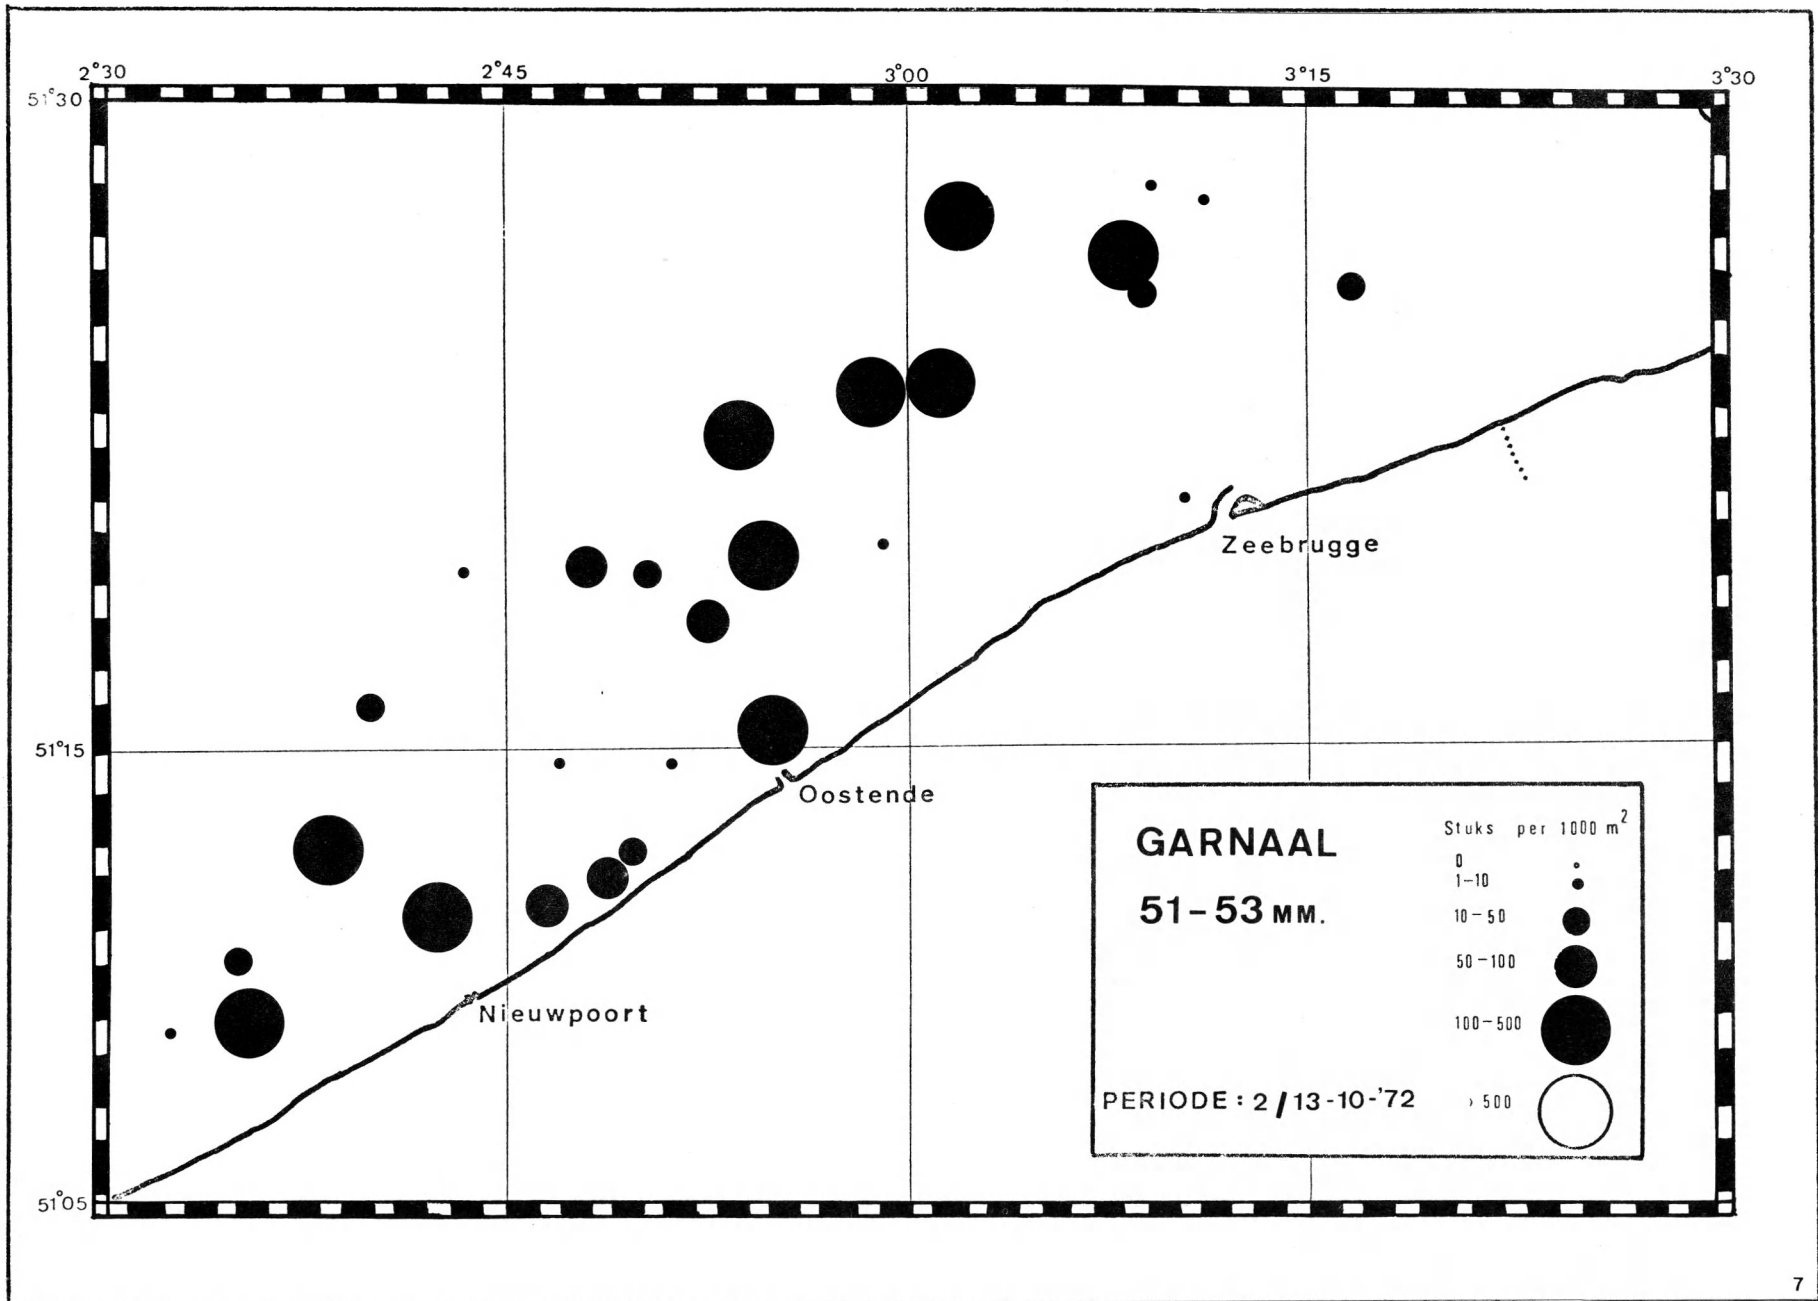 2°30 2°45 3°00 3°15 3°30
51°30
Zeebrugge
51°15
Oostende
Nieuwpoort
51°05
GARNAAL
51-53 MM.
PERIODE: 2/13-10-'72
Stuks per 1000 m²
0
1-10
10-50
50-100
100-500
> 500
7